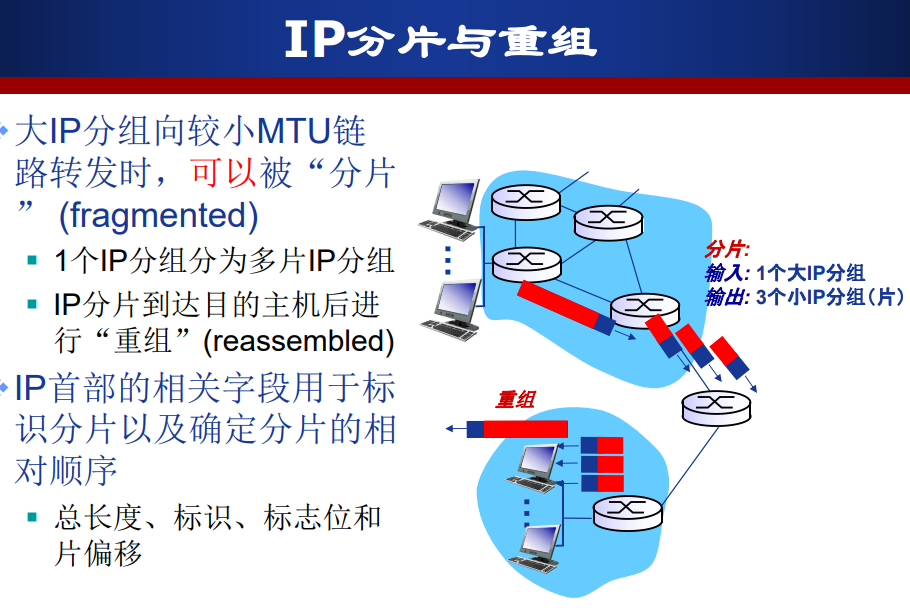 IP分片与重组
大IP分组向较小MTU链
路转发时，可以被“分片
” (fragmented)
1个IP分组分为多片IP分组
IP分片到达目的主机后进
行“重组”(reassembled)
IP首部的相关字段用于标
识分片以及确定分片的相
对顺序
总长度、标识、标志位和
片偏移
分片:
输入: 1个大IP分组
输出: 3个小IP分组(片)
重组